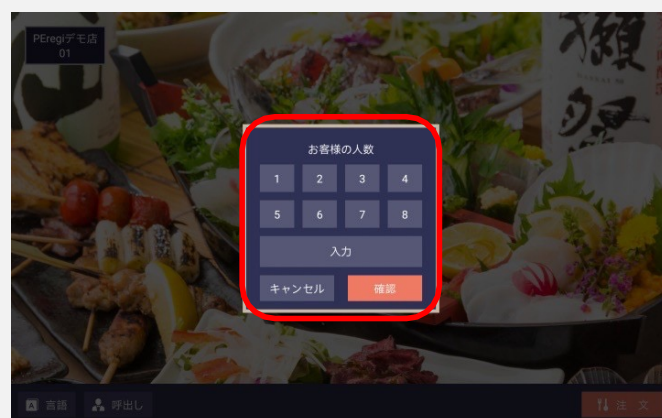 PEregiデモ店
01
お客様の人数
1 2 3 4
5 6 7 8
入力
キャンセル 確認
言語 呼出し 注 文
獺祭